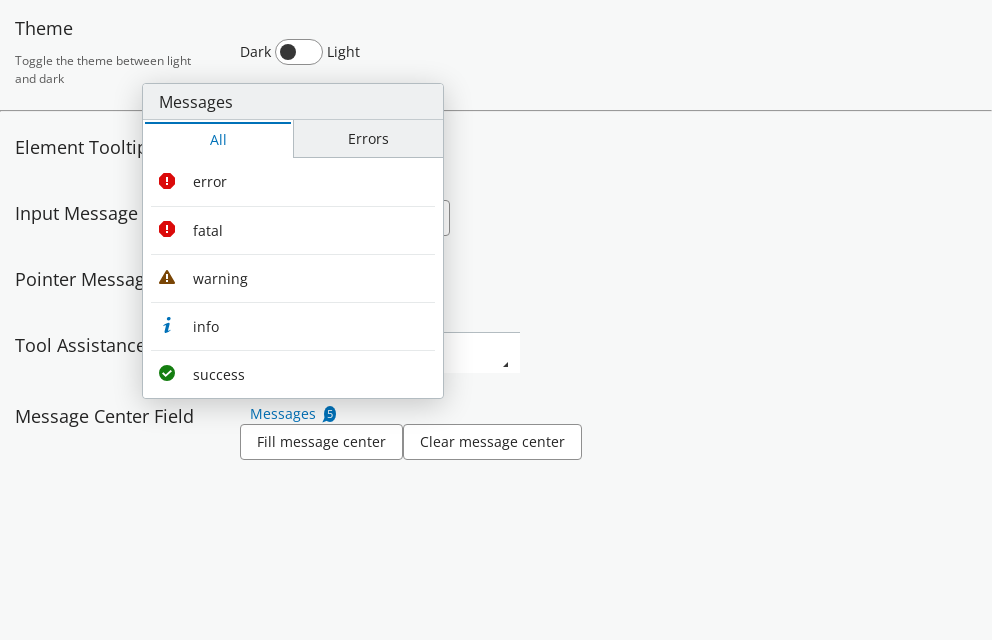 Theme
Toggle the theme between light
and dark
Dark Light
Messages
All Errors
error
fatal
warning
info
success
Element Tooltip
Input Message
Pointer Messag
Tool Assistance
Message Center Field
Messages 5
Fill message center Clear message center